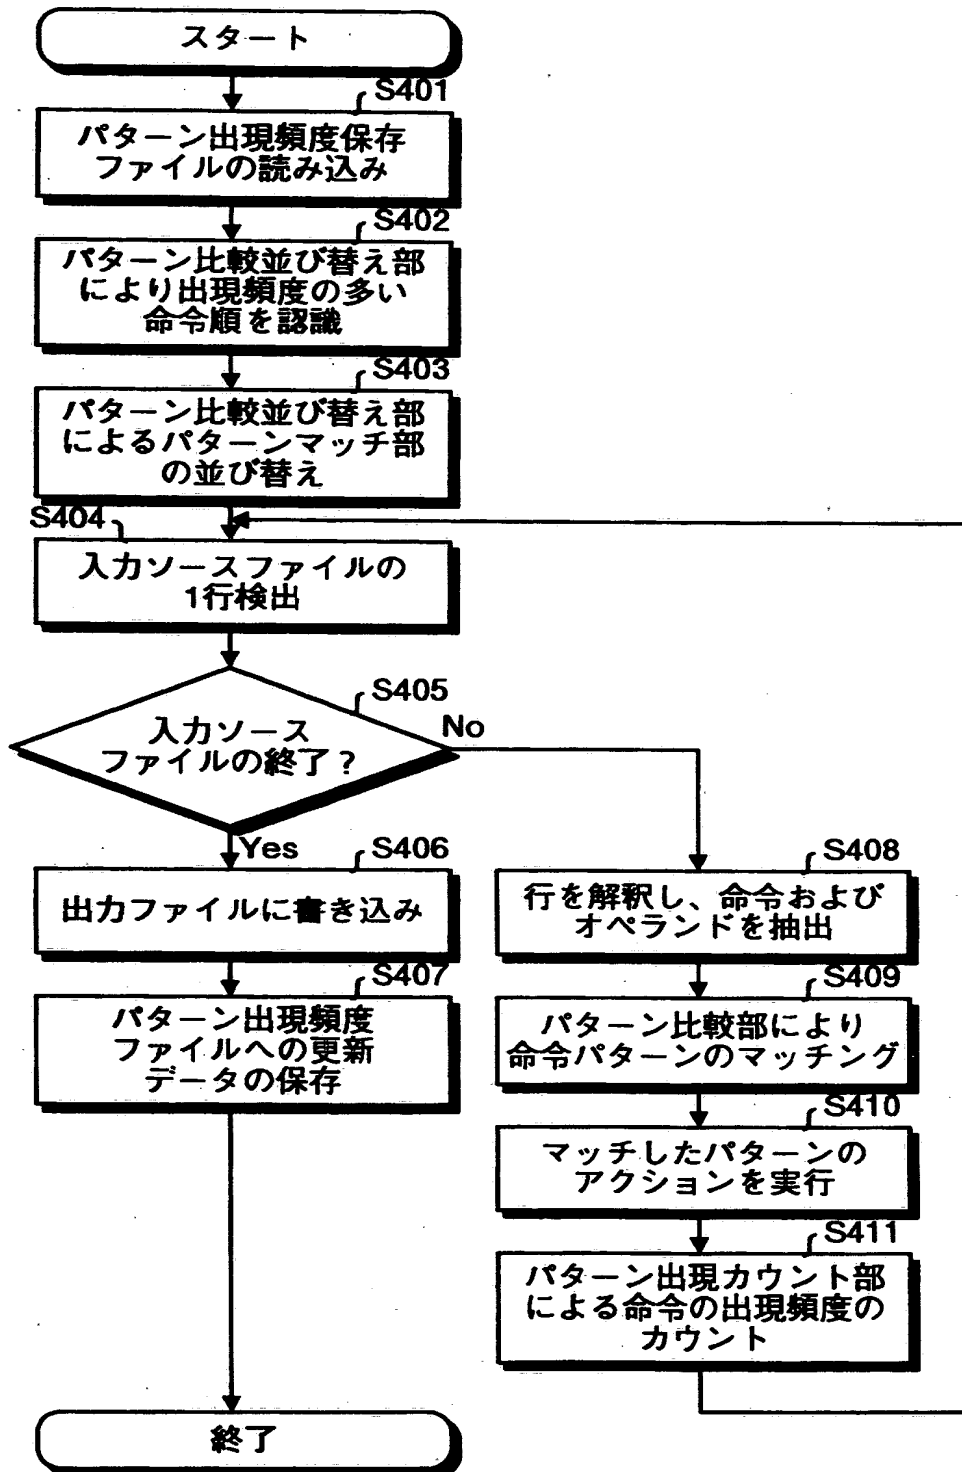 スタート
S401
パターン出現頻度保存
ファイルの読み込み
S402
パターン比較並び替え部
により出現頻度の多い
命令順を認識
S403
パターン比較並び替え部
によるパターンマッチ部
の並び替え
S404
入力ソースファイルの
1行検出
S405
入力ソース
ファイルの終了?
No
Yes
S406
出力ファイルに書き込み
S407
パターン出現頻度
ファイルへの更新
データの保存
S408
行を解釈し、命令および
オペランドを抽出
S409
パターン比較部により
命令パターンのマッチング
S410
マッチしたパターンの
アクションを実行
S411
パターン出現カウント部
による命令の出現頻度の
カウント
終了